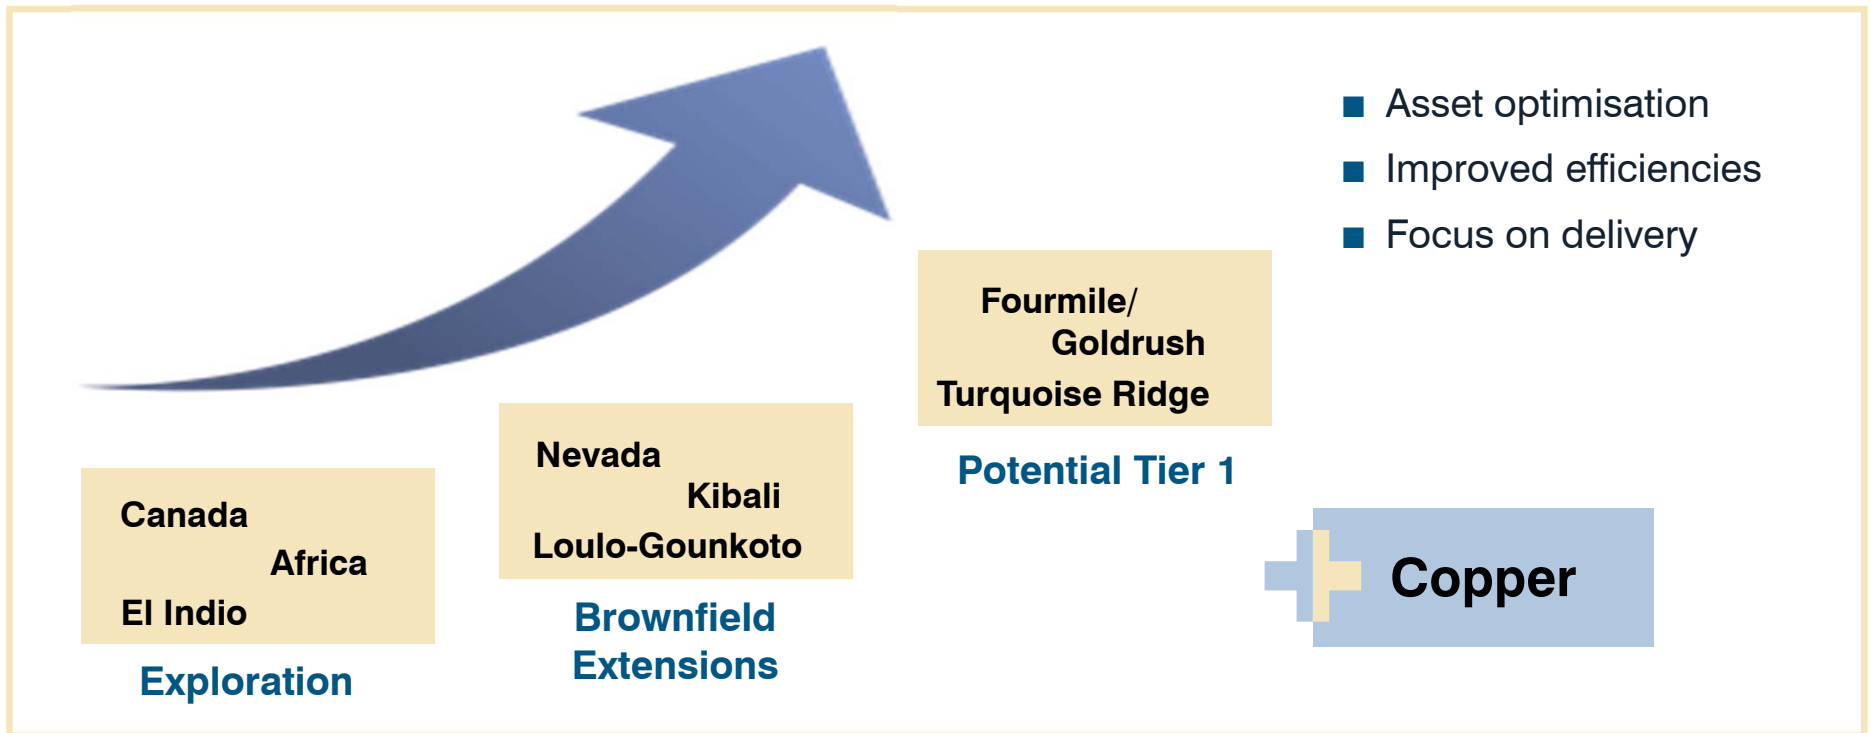 Asset optimisation
Improved efficiencies
Focus on delivery
Canada
Africa
El Indio
Exploration
Nevada
Kibali
Loulo-Gounkoto
Brownfield
Extensions
Fourmile/
Goldrush
Turquoise Ridge
Potential Tier 1
Copper